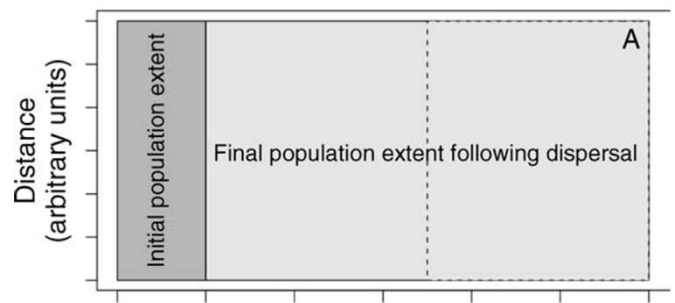 A
Distance
(arbitrary units)
Initial population extent
Final population extent following dispersal